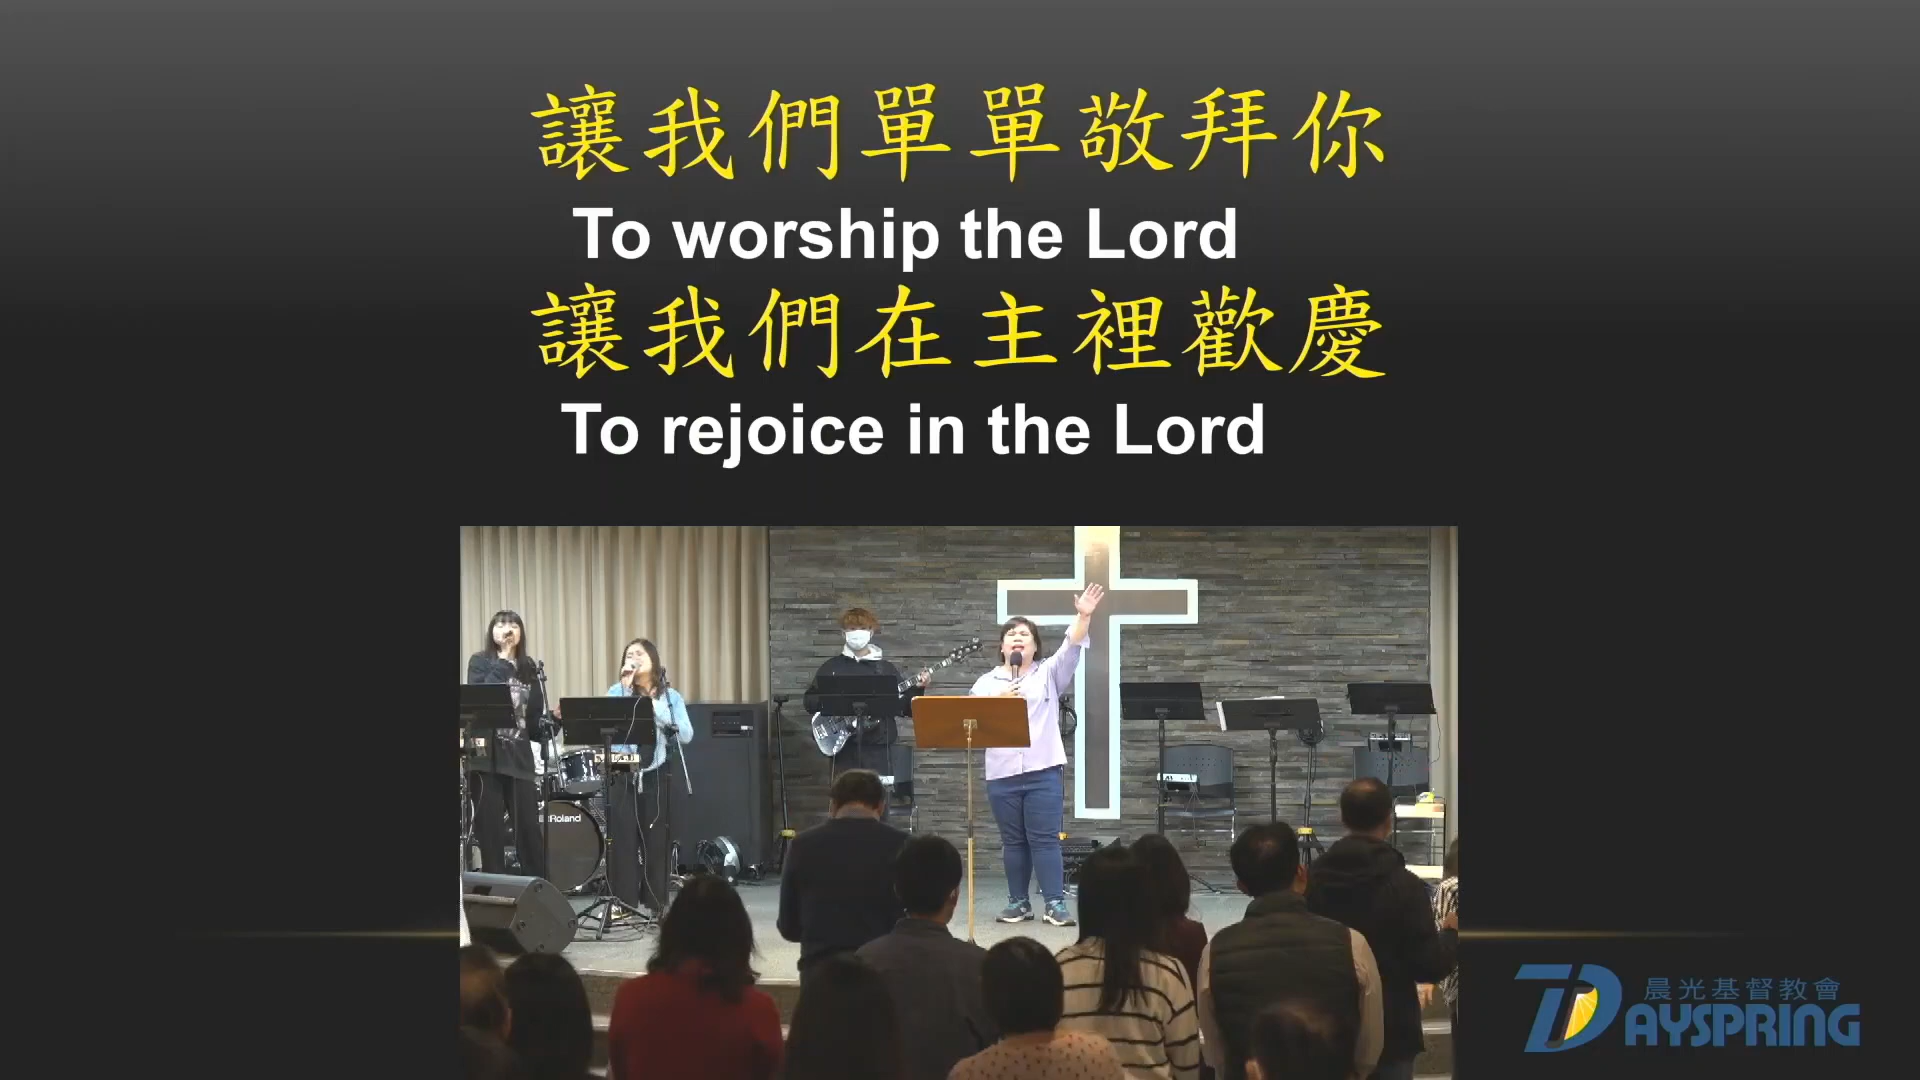 讓我們單單敬拜你
To worship the Lord
讓我們在主裡歡慶
To rejoice in the Lord
Roland
晨光基督教會
DAYSPRING